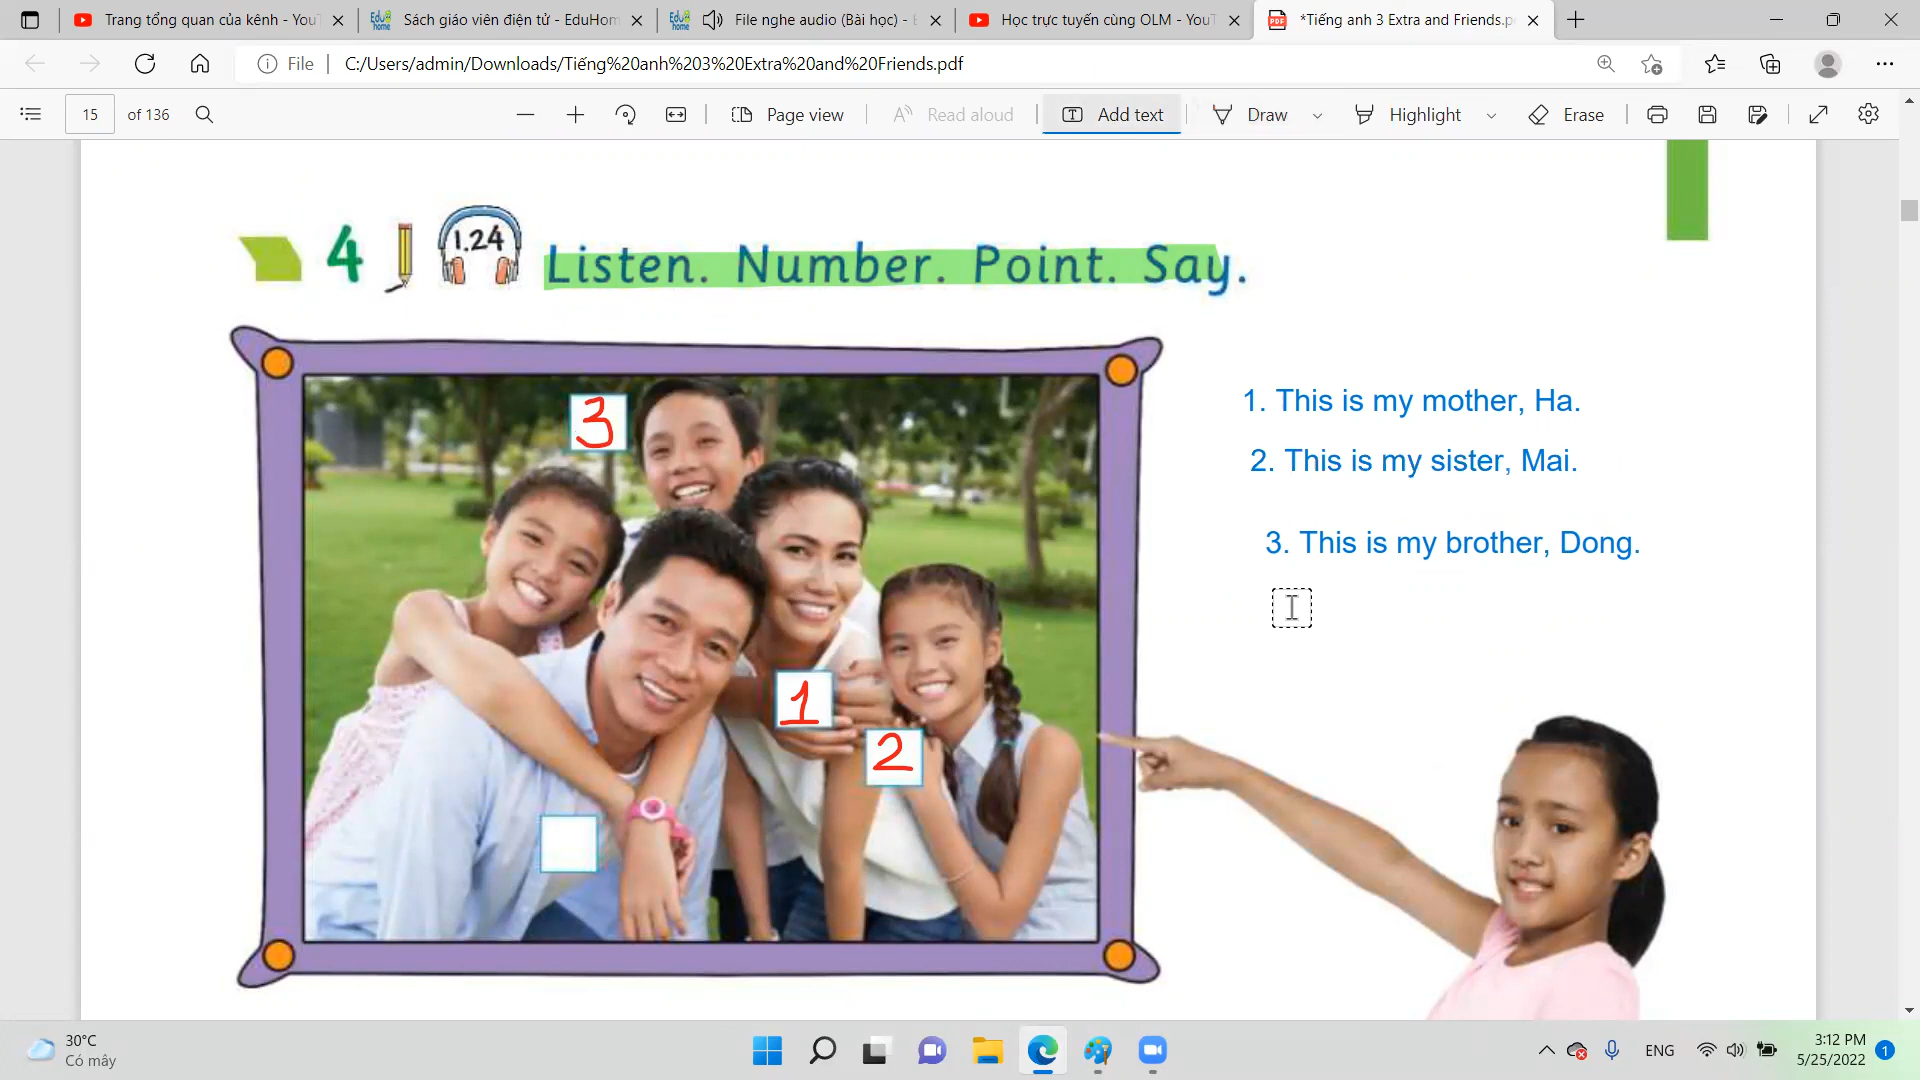 Trang tổng quan của kênh - YouT
Sách giáo viên điện tử - EduHom
File nghe audio (Bài học) - E
Học trực tuyến cùng OLM - YouT
*Tiếng anh 3 Extra and Friends.p
File
C:/Users/admin/Downloads/Tiếng%20anh%203%20Extra%20and%20Friends.pdf
15 of 136
Page view
Read aloud
Add text
Draw
Highlight
Erase
4 1.24 Listen. Number. Point. Say.
3
1. This is my mother, Ha.
2. This is my sister, Mai.
3. This is my brother, Dong.
1
2
30°C
Có mây
ENG
3:12 PM
5/25/2022
1